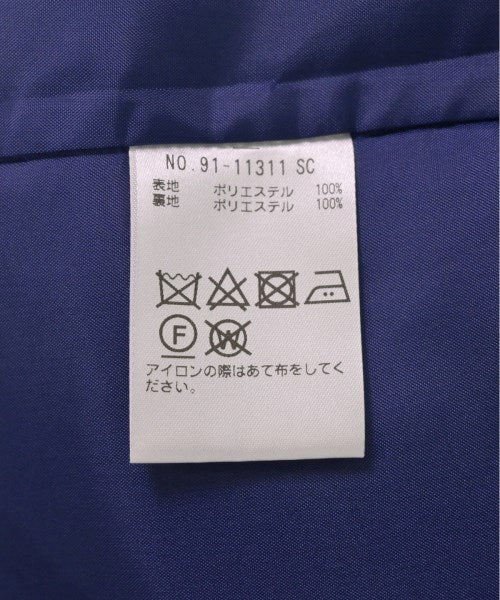 NO.91-11311 SC
表地 ポリエステル 100%
裏地 ポリエステル 100%
F W
アイロンの際はあて布をしてく
ださい。